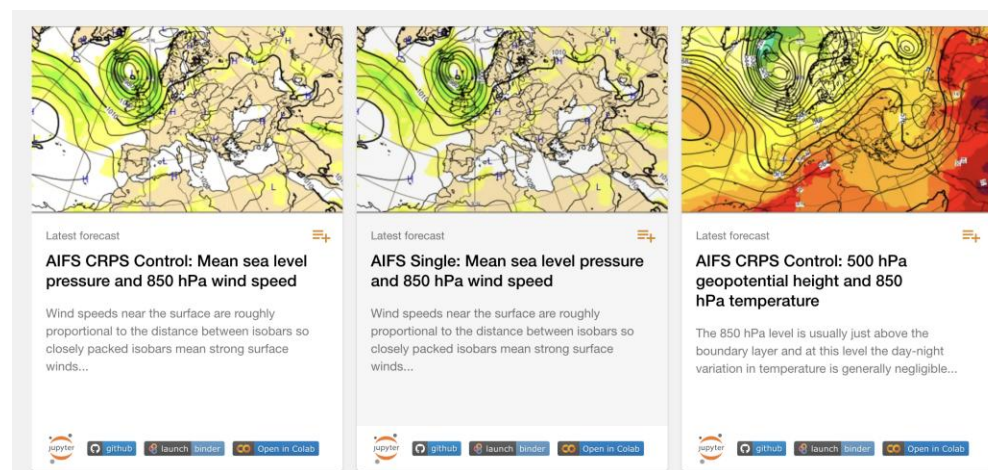 Latest forecast
AIFS CRPS Control: Mean sea level
pressure and 850 hPa wind speed
Wind speeds near the surface are roughly
proportional to the distance between isobars so
closely packed isobars mean strong surface
winds...
jupyter github launch binder Open in Colab
Latest forecast
AIFS Single: Mean sea level pressure
and 850 hPa wind speed
Wind speeds near the surface are roughly
proportional to the distance between isobars so
closely packed isobars mean strong surface
winds...
jupyter github launch binder Open in Colab
Latest forecast
AIFS CRPS Control: 500 hPa
geopotential height and 850
hPa temperature
The 850 hPa level is usually just above the
boundary layer and at this level the day-night
variation in temperature is generally negligible...
jupyter github launch binder Open in Colab